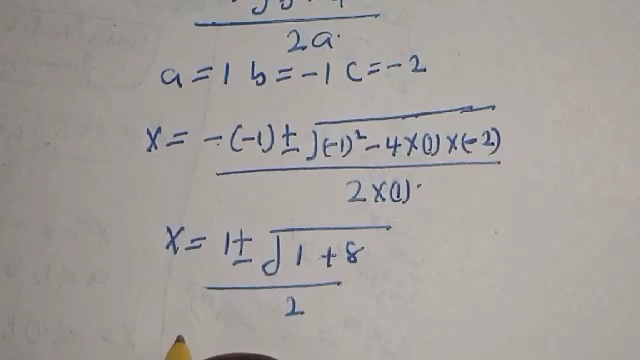 2a.
a = 1 b = -1 c = -2
x = -(-1) ± √(-1)² - 4×(1)×(-2)
2×(1).
x = 1 ± √1 + 8
2